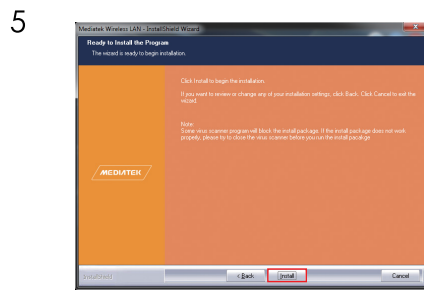 5
Mediatek Wireless LAN - InstallShield Wizard
Ready to Install the Program
The wizard is ready to begin installation.
Click Install to begin the installation.
If you want to review or change any of your installation settings, click Back. Click Cancel to exit the
wizard.
Note:
Some virus scanner program will block the install package. If the install package does not work
properly, please try to close the virus scanner before you run the install pacakge
MEDIATEK
InstallShield
< Back
Install
Cancel